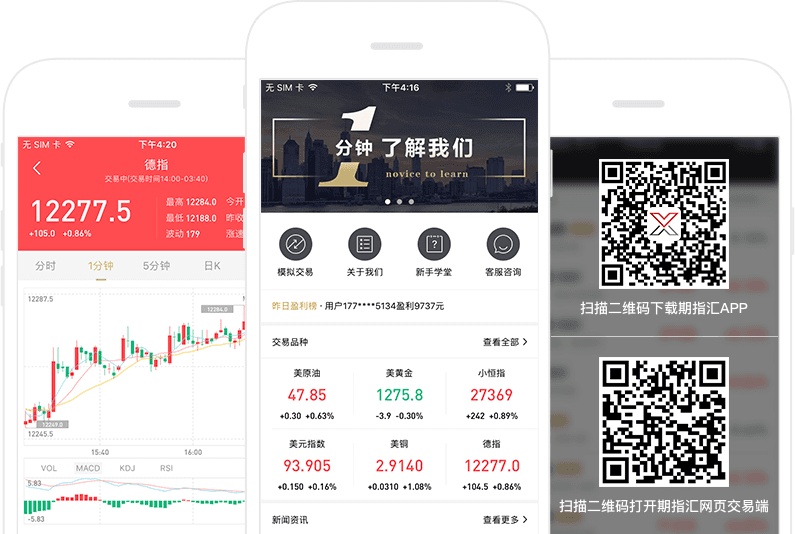 无 SIM 卡
下午4:20
德指
交易中(交易时间14:00-03:40)
12277.5
+105.0 +0.86%
最高 12284.0 今开
最低 12188.0 昨收
波动 179 涨速
分时
1分钟
5分钟
日K
12287.5
12284.0
12249.0
12245.5
15:40
16:00
VOL
MACD
KDJ
RSI
5.83
-5.83
无 SIM 卡
下午4:16
1
分钟 了解我们
novice to learn
模拟交易
关于我们
新手学堂
客服咨询
昨日盈利榜 · 用户177****5134盈利9737元
交易品种
查看全部
美原油
47.85
+0.30 +0.63%
美黄金
1275.8
-3.9 -0.30%
小恒指
27369
+242 +0.89%
美元指数
93.905
+0.150 +0.16%
美铜
2.9140
+0.0310 +1.08%
德指
12277.0
+104.5 +0.86%
新闻资讯
查看更多
扫描二维码下载期指汇APP
扫描二维码打开期指汇网页交易端